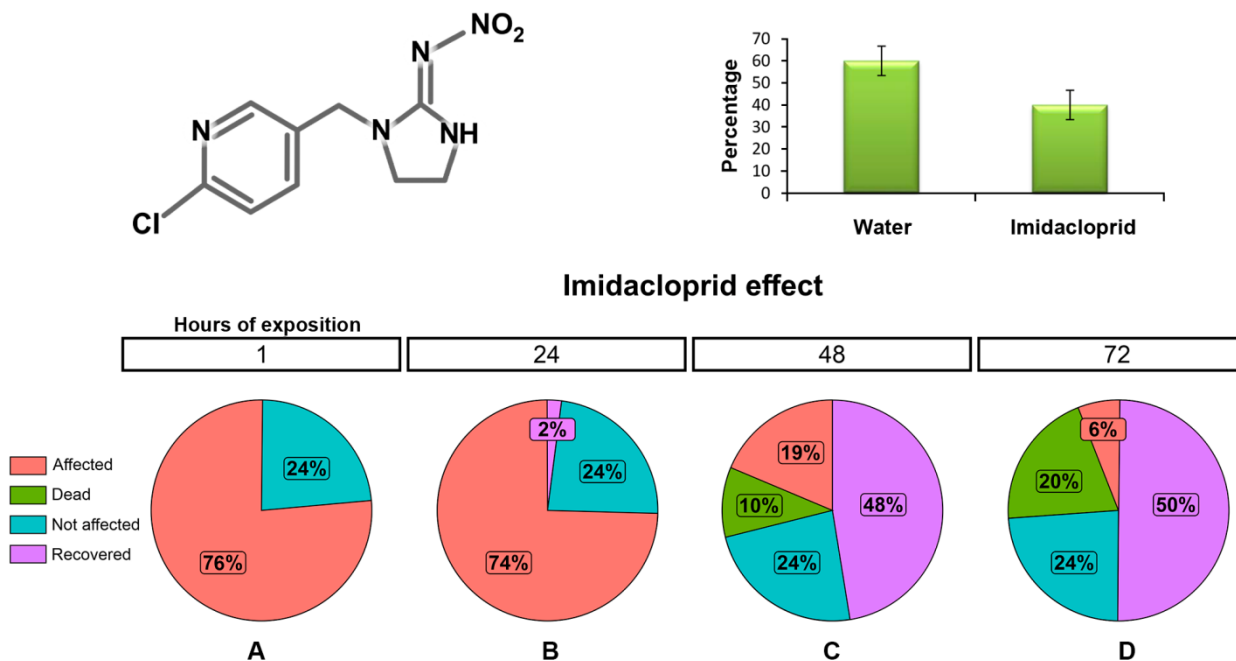 NO2
N
N
N
NH
Cl
Percentage
70
60
50
40
30
20
10
0
Water Imidacloprid
Imidacloprid effect
Hours of exposition
1 24 48 72
Affected
Dead
Not affected
Recovered
24%
76%
2%
24%
74%
19%
10%
48%
24%
6%
20%
50%
24%
A B C D